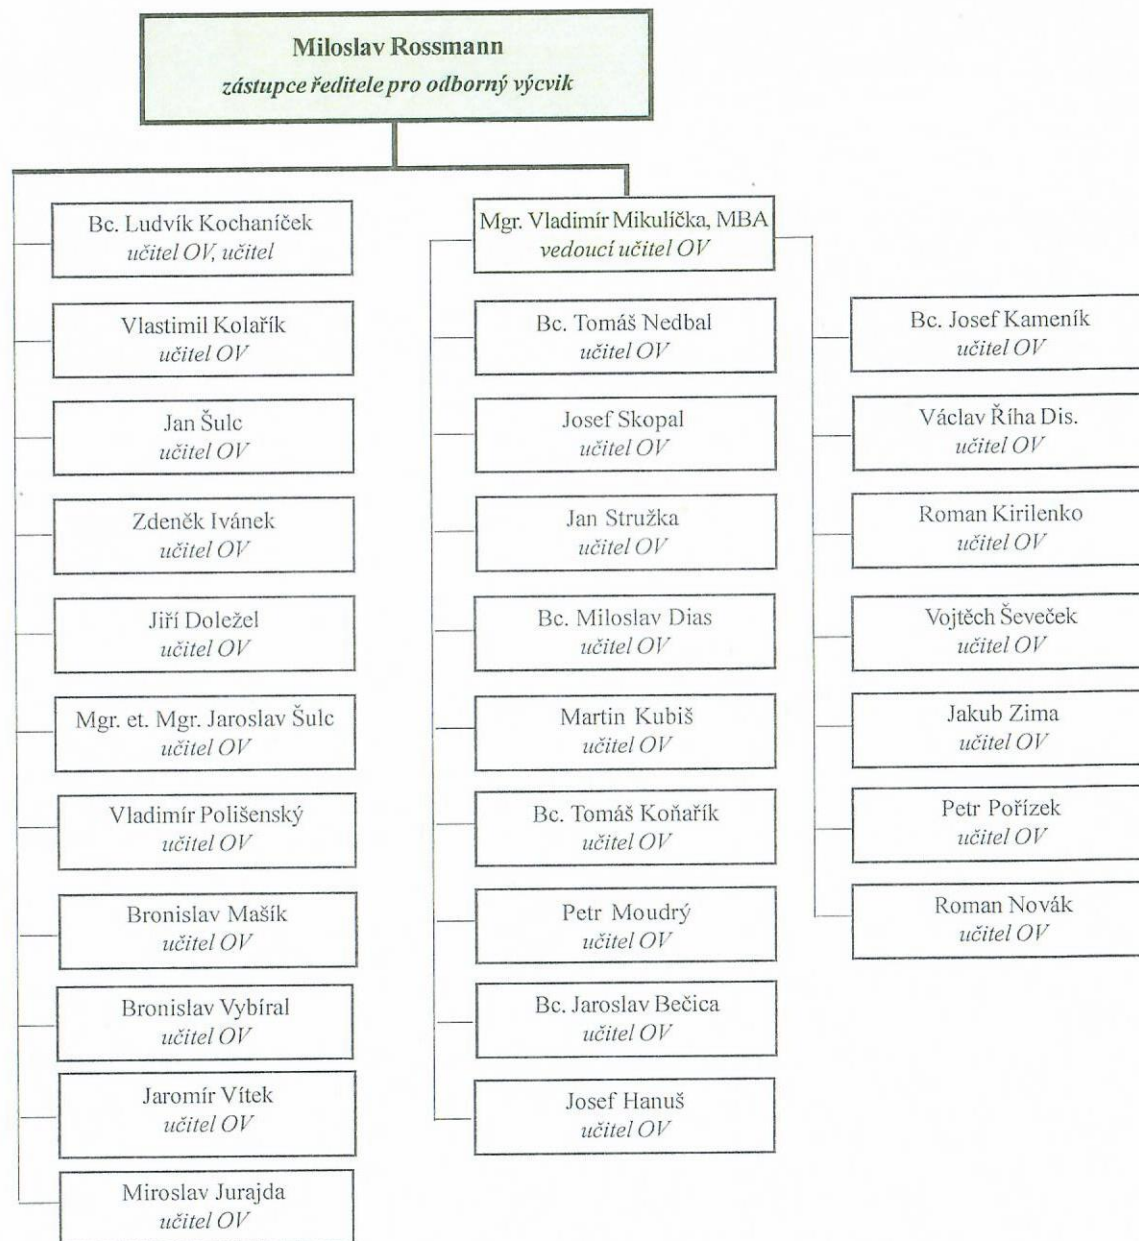 Miloslav Rossmann
zástupce ředitele pro odborný výcvik
Bc. Ludvík Kochaníček
učitel OV, učitel
Vlastimil Kolařík
učitel OV
Jan Šulc
učitel OV
Zdeněk Ivánek
učitel OV
Jiří Doležel
učitel OV
Mgr. et. Mgr. Jaroslav Šulc
učitel OV
Vladimír Polišenský
učitel OV
Bronislav Mašík
učitel OV
Bronislav Vybíral
učitel OV
Jaromír Vítek
učitel OV
Miroslav Jurajda
učitel OV
Mgr. Vladimír Mikulíčka, MBA
vedoucí učitel OV
Bc. Tomáš Nedbal
učitel OV
Josef Skopal
učitel OV
Jan Stružka
učitel OV
Bc. Miloslav Dias
učitel OV
Martin Kubiš
učitel OV
Bc. Tomáš Koňařík
učitel OV
Petr Moudrý
učitel OV
Bc. Jaroslav Bečica
učitel OV
Josef Hanuš
učitel OV
Bc. Josef Kameník
učitel OV
Václav Říha Dis.
učitel OV
Roman Kirilenko
učitel OV
Vojtěch Ševeček
učitel OV
Jakub Zima
učitel OV
Petr Pořízek
učitel OV
Roman Novák
učitel OV